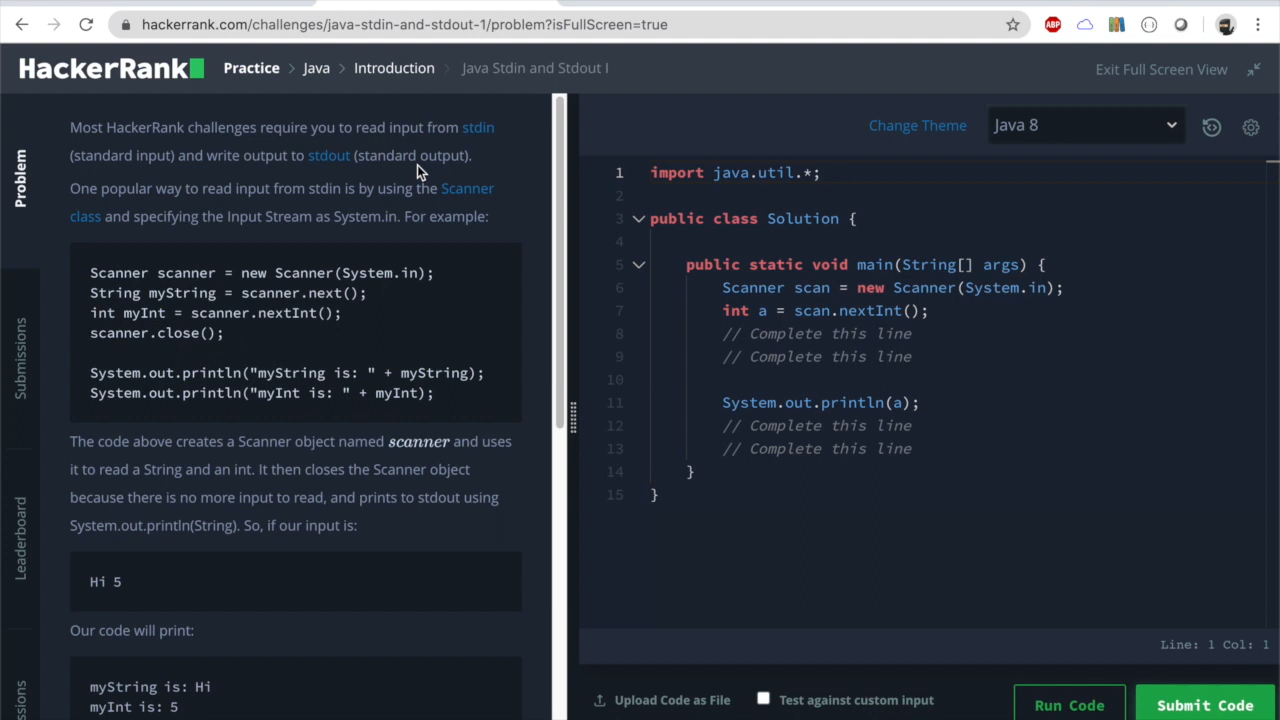 hackerrank.com/challenges/java-stdin-and-stdout-1/problem?isFullScreen=true
ABP
HackerRank
Practice > Java > Introduction > Java Stdin and Stdout I
Exit Full Screen View
Problem
Submissions
Leaderboard
Most HackerRank challenges require you to read input from stdin
(standard input) and write output to stdout (standard output).
One popular way to read input from stdin is by using the Scanner
class and specifying the Input Stream as System.in. For example:
Scanner scanner = new Scanner(System.in);
String myString = scanner.next();
int myInt = scanner.nextInt();
scanner.close();
System.out.println("myString is: " + myString);
System.out.println("myInt is: " + myInt);
The code above creates a Scanner object named scanner and uses
it to read a String and an int. It then closes the Scanner object
because there is no more input to read, and prints to stdout using
System.out.println(String). So, if our input is:
Hi 5
Our code will print:
myString is: Hi
myInt is: 5
Change Theme
Java 8
1 import java.util.*;
2
3 public class Solution {
4
5 public static void main(String[] args) {
6 Scanner scan = new Scanner(System.in);
7 int a = scan.nextInt();
8 // Complete this line
9 // Complete this line
10
11 System.out.println(a);
12 // Complete this line
13 // Complete this line
14 }
15 }
Line: 1 Col: 1
Upload Code as File
Test against custom input
Run Code
Submit Code